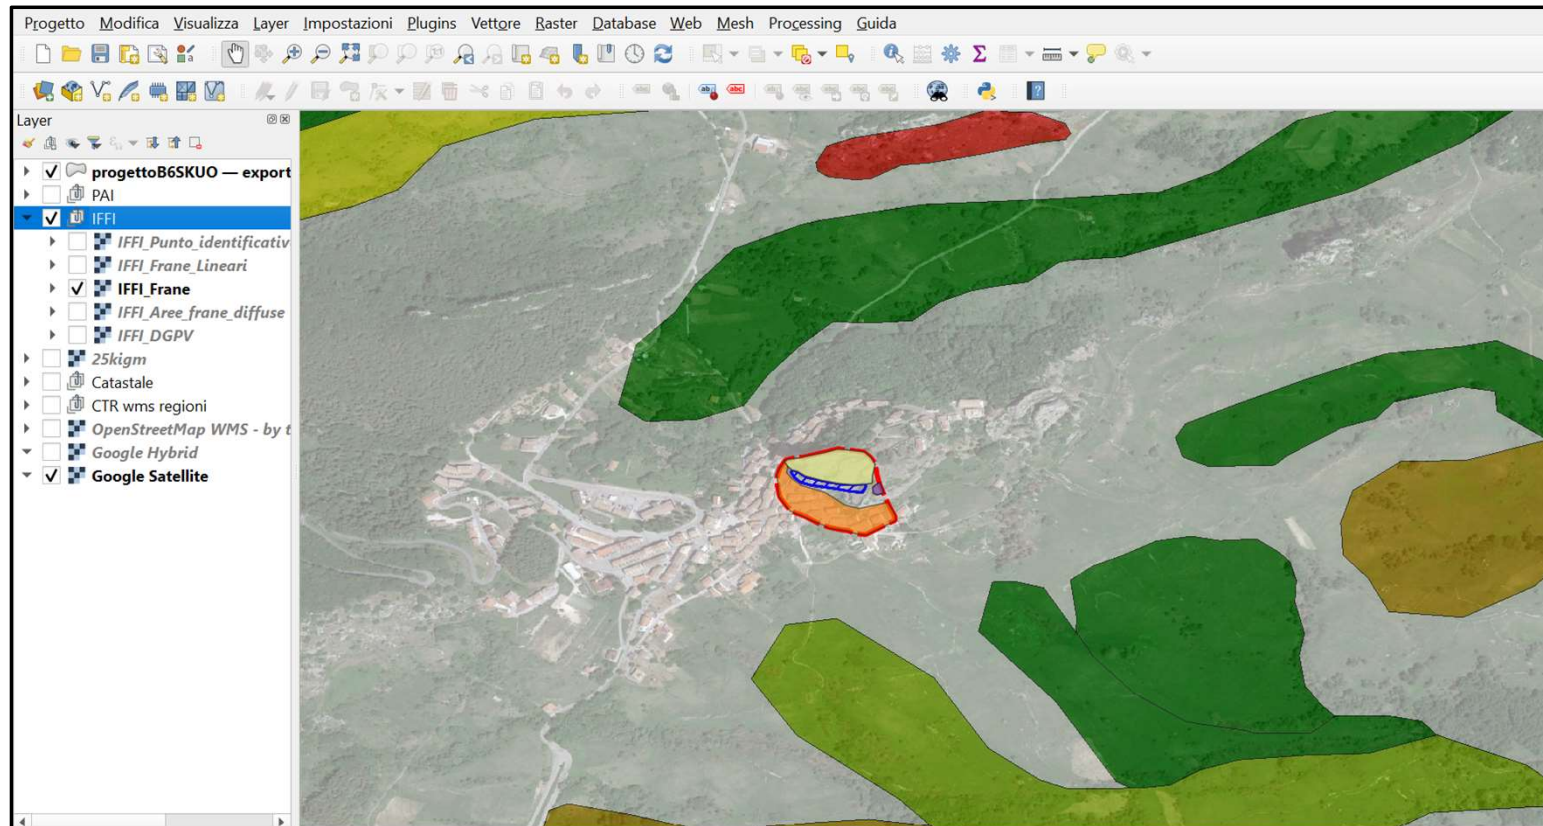 Progetto Modifica Visualizza Layer Impostazioni Plugins Vettore Raster Database Web Mesh Processing Guida
Layer
progettoB6SKUO — export
PAI
IFFI
IFFI_Punto_identificativ
IFFI_Frane_Lineari
IFFI_Frane
IFFI_Aree_frane_diffuse
IFFI_DGPV
25kigm
Catastale
CTR wms regioni
OpenStreetMap WMS - by t
Google Hybrid
Google Satellite